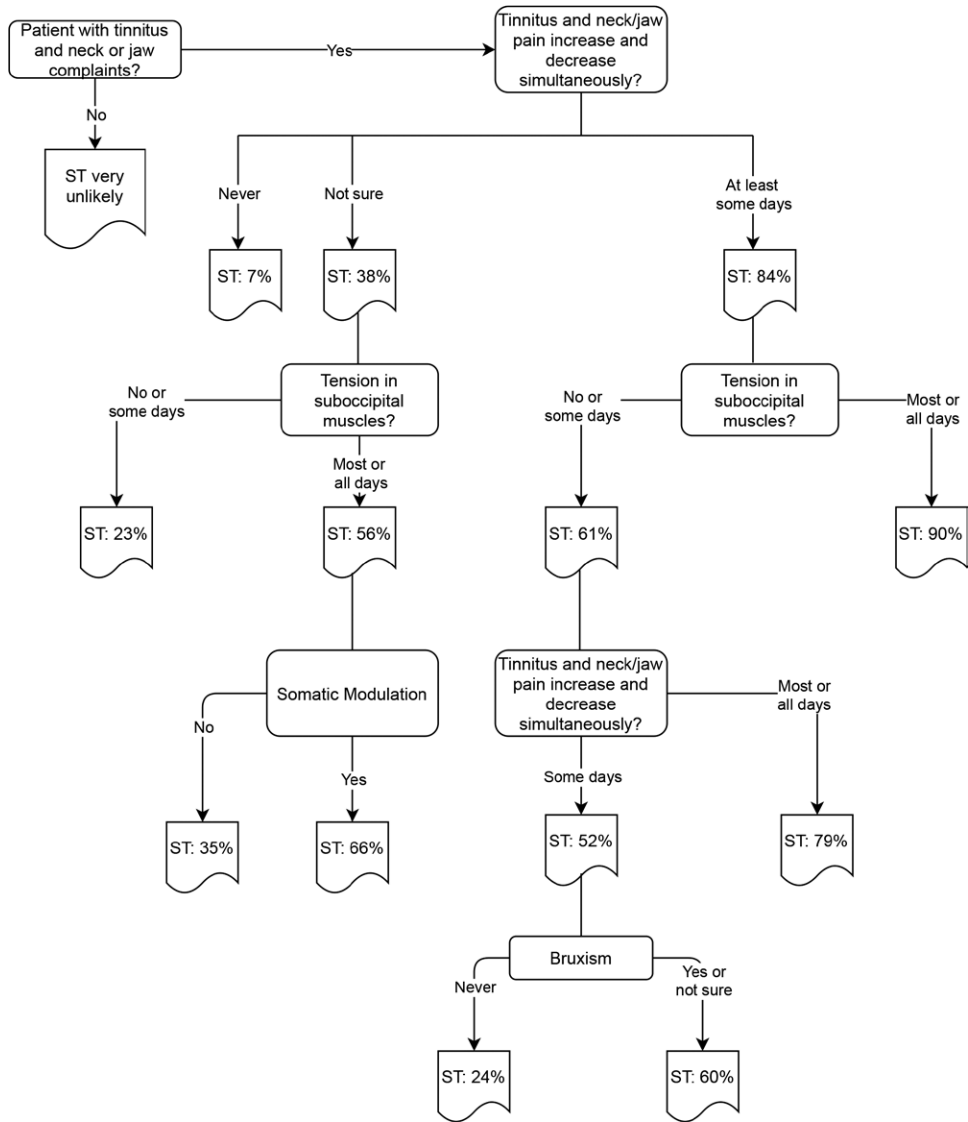 Patient with tinnitus
and neck or jaw
complaints?
Yes
Tinnitus and neck/jaw
pain increase and
decrease
simultaneously?
No
ST very
unlikely
Never
Not sure
At least
some days
ST: 7%
ST: 38%
ST: 84%
No or
some days
Tension in
suboccipital
muscles?
Most or
all days
No or
some days
Tension in
suboccipital
muscles?
Most or
all days
ST: 23%
ST: 56%
ST: 61%
ST: 90%
Somatic Modulation
No
Yes
Tinnitus and neck/jaw
pain increase and
decrease
simultaneously?
Most or
all days
Some days
ST: 35%
ST: 66%
ST: 52%
ST: 79%
Bruxism
Never
Yes or
not sure
ST: 24%
ST: 60%